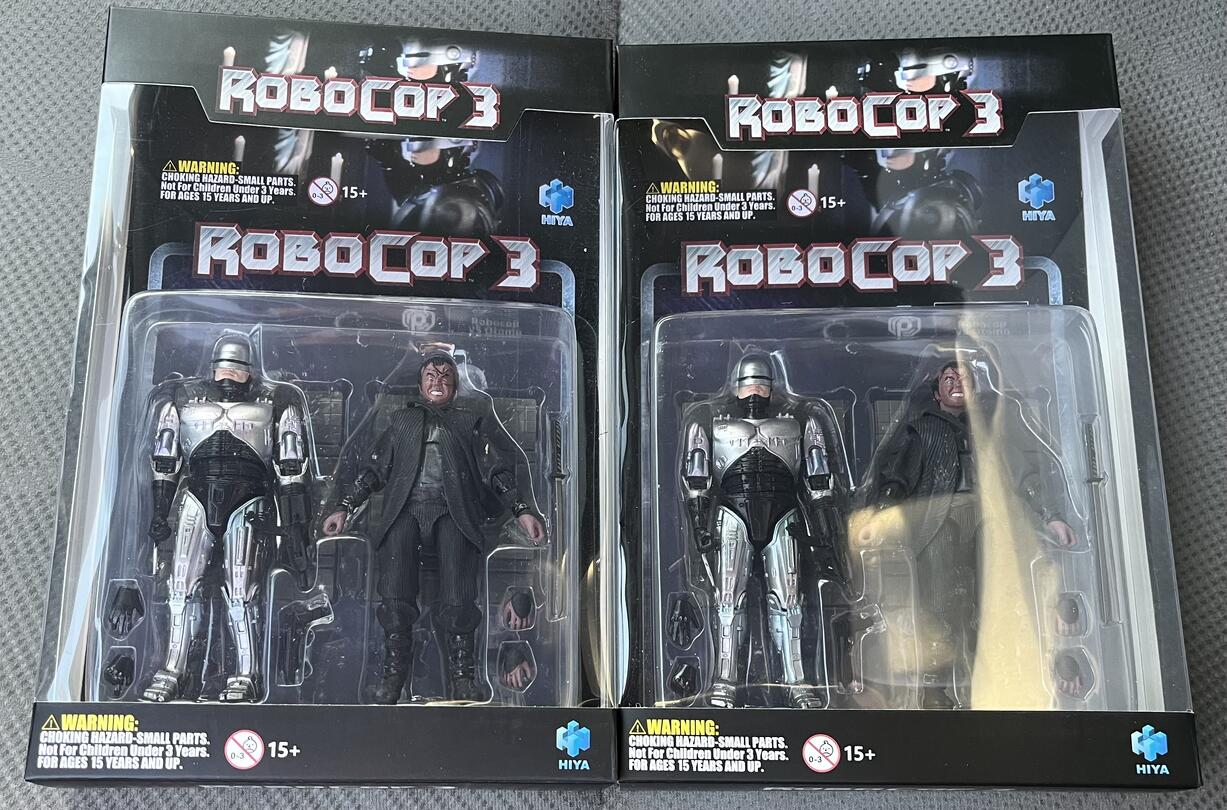 ROBOCOP 3
WARNING:
CHOKING HAZARD-SMALL PARTS.
Not For Children Under 3 Years.
FOR AGES 15 YEARS AND UP.
0-3
15+
HIYA
ROBOCOP 3
WARNING:
CHOKING HAZARD-SMALL PARTS.
Not For Children Under 3 Years.
FOR AGES 15 YEARS AND UP.
0-3
15+
HIYA
ROBOCOP 3
WARNING:
CHOKING HAZARD-SMALL PARTS.
Not For Children Under 3 Years.
FOR AGES 15 YEARS AND UP.
0-3
15+
HIYA
ROBOCOP 3
WARNING:
CHOKING HAZARD-SMALL PARTS.
Not For Children Under 3 Years.
FOR AGES 15 YEARS AND UP.
0-3
15+
HIYA